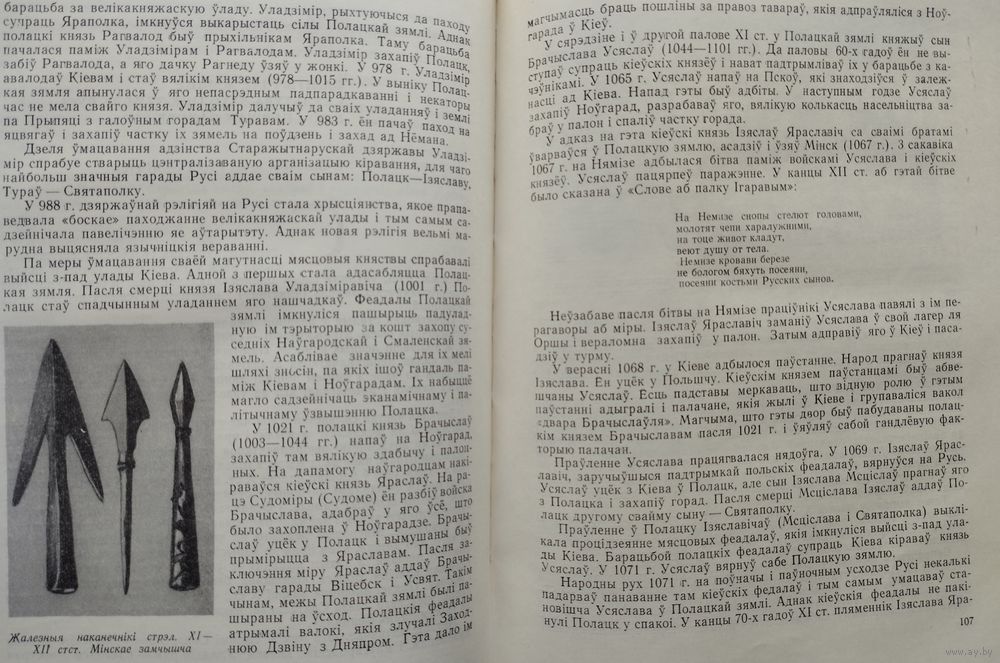 барацьба за велікакняжаскую ўладу. Уладзімір, рыхтуючыся да паходу
супраць Ярaполка, імкнуўся выкарыстаць сілы Полацкай зямлі. Аднак
полацкі князь Рагвалод быў прыхільнікам Яраполка. Таму барацьба
пачалася паміж Уладзімірам і Рагвалодам. Уладзімір захапіў Полацк,
забіў Рагвалода, а яго дачку Рагнеду ўзяў у жонкі. У 978 г. Уладзімір
авалодаў Кіевам і стаў вялікім князем (978—1015 гг.). У выніку Полац-
кая зямля апынулася ў яго непасрэдным падпарадкаванні і некаторы
час не мела свайго князя. Уладзімір далучыў да сваіх уладанняў і землі
па Прыпяці з галоўным горадам Туравам. У 983 г. ён пачаў паход на
яцвягаў і захапіў частку іх зямель на поўдзень і захад ад Нёмана.
Дзеля ўмацавання адзінства Старажытнарускай дзяржавы Уладзі-
мір спрабуе стварыць цэнтралізаваную арганізацыю кіравання, для чаго
найбольш значныя гарады Русі аддае сваім сынам: Полацк—Ізяславу,
Тураў — Святаполку.
У 988 г. дзяржаўнай рэлігіяй на Русі стала хрысціянства, якое прапа-
ведвала «боскае» паходжанне велікакняжаскай улады і тым самым са-
дзейнічала павелічэнню яе аўтарытэту. Аднак новая рэлігія вельмі ма-
рудна выцясняла язычніцкія вераванні.
Па меры ўмацавання сваёй магутнасці мясцовыя княствы спрабавалі
выйсці з-пад улады Кіева. Адной з першых стала адасабляцца Полац-
кая зямля. Пасля смерці князя Ізяслава Уладзіміравіча (1001 г.) По-
лацк стаў спадчынным уладаннем яго нашчадкаў. Феадалы Полацкай
зямлі імкнуліся пашырыць падулад-
ную ім тэрыторыю за кошт захопу су-
седніх Наўгародскай і Смаленскай зя-
мель. Асаблівае значэнне для іх мелі
шляхі зносін, па якіх ішоў гандаль па-
між Кіевам і Ноўгарадам. Іх набыццё
магло садзейнічаць эканамічнаму і па-
літычнаму ўзвышэнню Полацка.
У 1021 г. полацкі князь Брачыслаў
(1003—1044 гг.) напаў на Ноўгарад,
захапіў там вялікую здабычу і палон-
ных. На дапамогу наўгародцам накі-
раваўся кіеўскі князь Яраслаў. На ра-
цэ Судоміры (Судоме) ён разбіў войска
Брачыслава, адабраў у яго ўсё, што
было захоплена ў Ноўгарадзе. Брачы-
слаў уцёк у Полацк і вымушаны быў
прымірыцца з Яраславам. Пасля за-
ключэння міру Яраслаў аддаў Брачы-
славу гарады Віцебск і Усвят. Такім
чынам, межы Полацкай зямлі былі па-
шыраны на ўсход. Полацкія феадалы
атрымалі валокі, якія злучалі Заход-
нюю Дзвіну з Дняпром. Гэта дало ім
Жалезныя наканечнікі стрэл. XI—
XII стст. Мінскае замчышча
магчымасць браць пошліны за правоз тавараў, якія адпраўляліся з Ноў-
гарада ў Кіеў.
У сярэдзіне і ў другой палове XI ст. у Полацкай зямлі княжыў сын
Брачыслава Усяслаў (1044—1101 гг.). Да паловы 60-х гадоў ён не вы-
ступаў супраць кіеўскіх князёў і нават падтрымліваў іх у барацьбе з ка-
чэўнікамі. У 1065 г. Усяслаў напаў на Пскоў, які знаходзіўся ў залеж-
насці ад Кіева. Напад гэты быў адбіты. У наступным годзе Усяслаў
захапіў Ноўгарад, разрабаваў яго, вялікую колькасць насельніцтва за-
браў у палон і спаліў частку горада.
У адказ на гэта кіеўскі князь Ізяслаў Яраславіч са сваімі братамі
ўварваўся ў Полацкую зямлю, асадзіў і ўзяў Мінск (1067 г.). 3 сакавіка
1067 г. на Нямізе адбылася бітва паміж войскамі Усяслава і кіеўскіх
князёў. Усяслаў пацярпеў паражэнне. У канцы XII ст. аб гэтай бітве
было сказана ў «Слове аб палку Ігаравым»:
На Немизе снопы стелют головами,
молотят чепи харалужними,
на тоце живот кладут,
веют душу от тела.
Немизе кровави березе
не бологом бяхуть посеяни,
посеяни костьми Русских сынов.
Неўзабаве пасля бітвы на Нямізе праціўнікі Усяслава павялі з ім пе-
рагаворы аб міры. Ізяслаў Яраславіч заманіў Усяслава ў свой лагер ля
Оршы і вераломна захапіў у палон. Затым адправіў яго ў Кіеў і паса-
дзіў у турму.
У верасні 1068 г. у Кіеве адбылося паўстанне. Народ прагнаў князя
Ізяслава. Ён уцёк у Польшчу. Кіеўскім князем паўстанцамі быў абве-
шчаны Усяслаў. Ёсць падставы меркаваць, што відную ролю ў гэтым
паўстанні адыгралі і палачане, якія жылі ў Кіеве і групаваліся вакол
«двара Брачыслаўля». Магчыма, што гэты двор быў пабудаваны полац-
кім князем Брачыславам пасля 1021 г. і ўяўляў сабой гандлёвую фак-
торыю палачан.
Праўленне Усяслава працягвалася нядоўга. У 1069 г. Ізяслаў Ярас-
лавіч, заручыўшыся падтрымкай польскіх феадалаў, вярнуўся на Русь.
Усяслаў уцёк з Кіева ў Полацк, але сын Ізяслава Мсціслаў прагнаў яго
з Полацка і захапіў горад. Пасля смерці Мсціслава Ізяслаў аддаў По-
лацк другому свайму сыну — Святаполку.
Праўленне ў Полацку Ізяславічаў (Мсціслава і Святаполка) выклі-
кала процідзеянне мясцовых феадалаў, якія імкнуліся выйсці з-пад ула-
ды Кіева. Барацьбой полацкіх феадалаў супраць Кіева кіраваў князь
Усяслаў. У 1071 г. Усяслаў вярнуў сабе Полацкую зямлю.
Народны рух 1071 г. на поўначы і паўночным усходзе Русі некалькі
падарваў панаванне там кіеўскіх федалаў і тым самым умацаваў ста-
новішча Усяслава ў Полацкай зямлі. Аднак кіеўскія феадалы не пакі-
нулі Полацк у спакоі. У канцы 70-х гадоў XI ст. пляменнік Ізяслава Яра-
107
www.ay.by